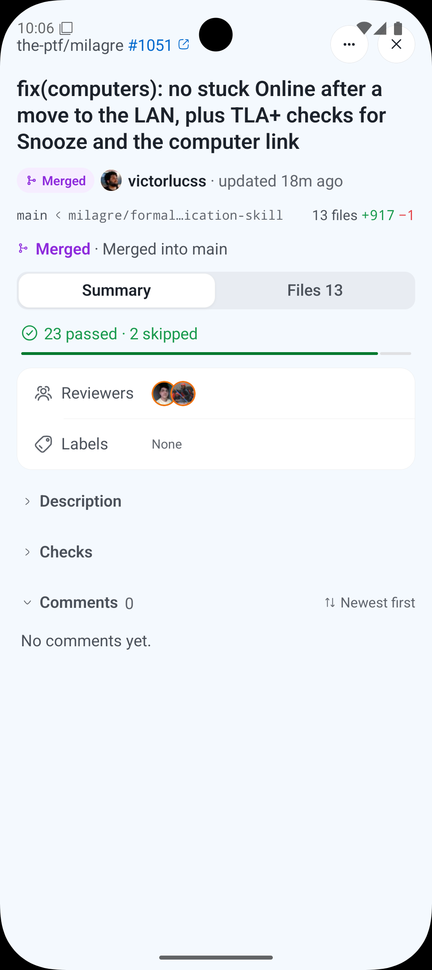 10:06
the-ptf/milagre #1051
fix(computers): no stuck Online after a
move to the LAN, plus TLA+ checks for
Snooze and the computer link
Merged victorlucss · updated 18m ago
main < milagre/formal…ication-skill 13 files +917 −1
Merged · Merged into main
Summary Files 13
23 passed · 2 skipped
Reviewers
Labels None
Description
Checks
Comments 0 Newest first
No comments yet.